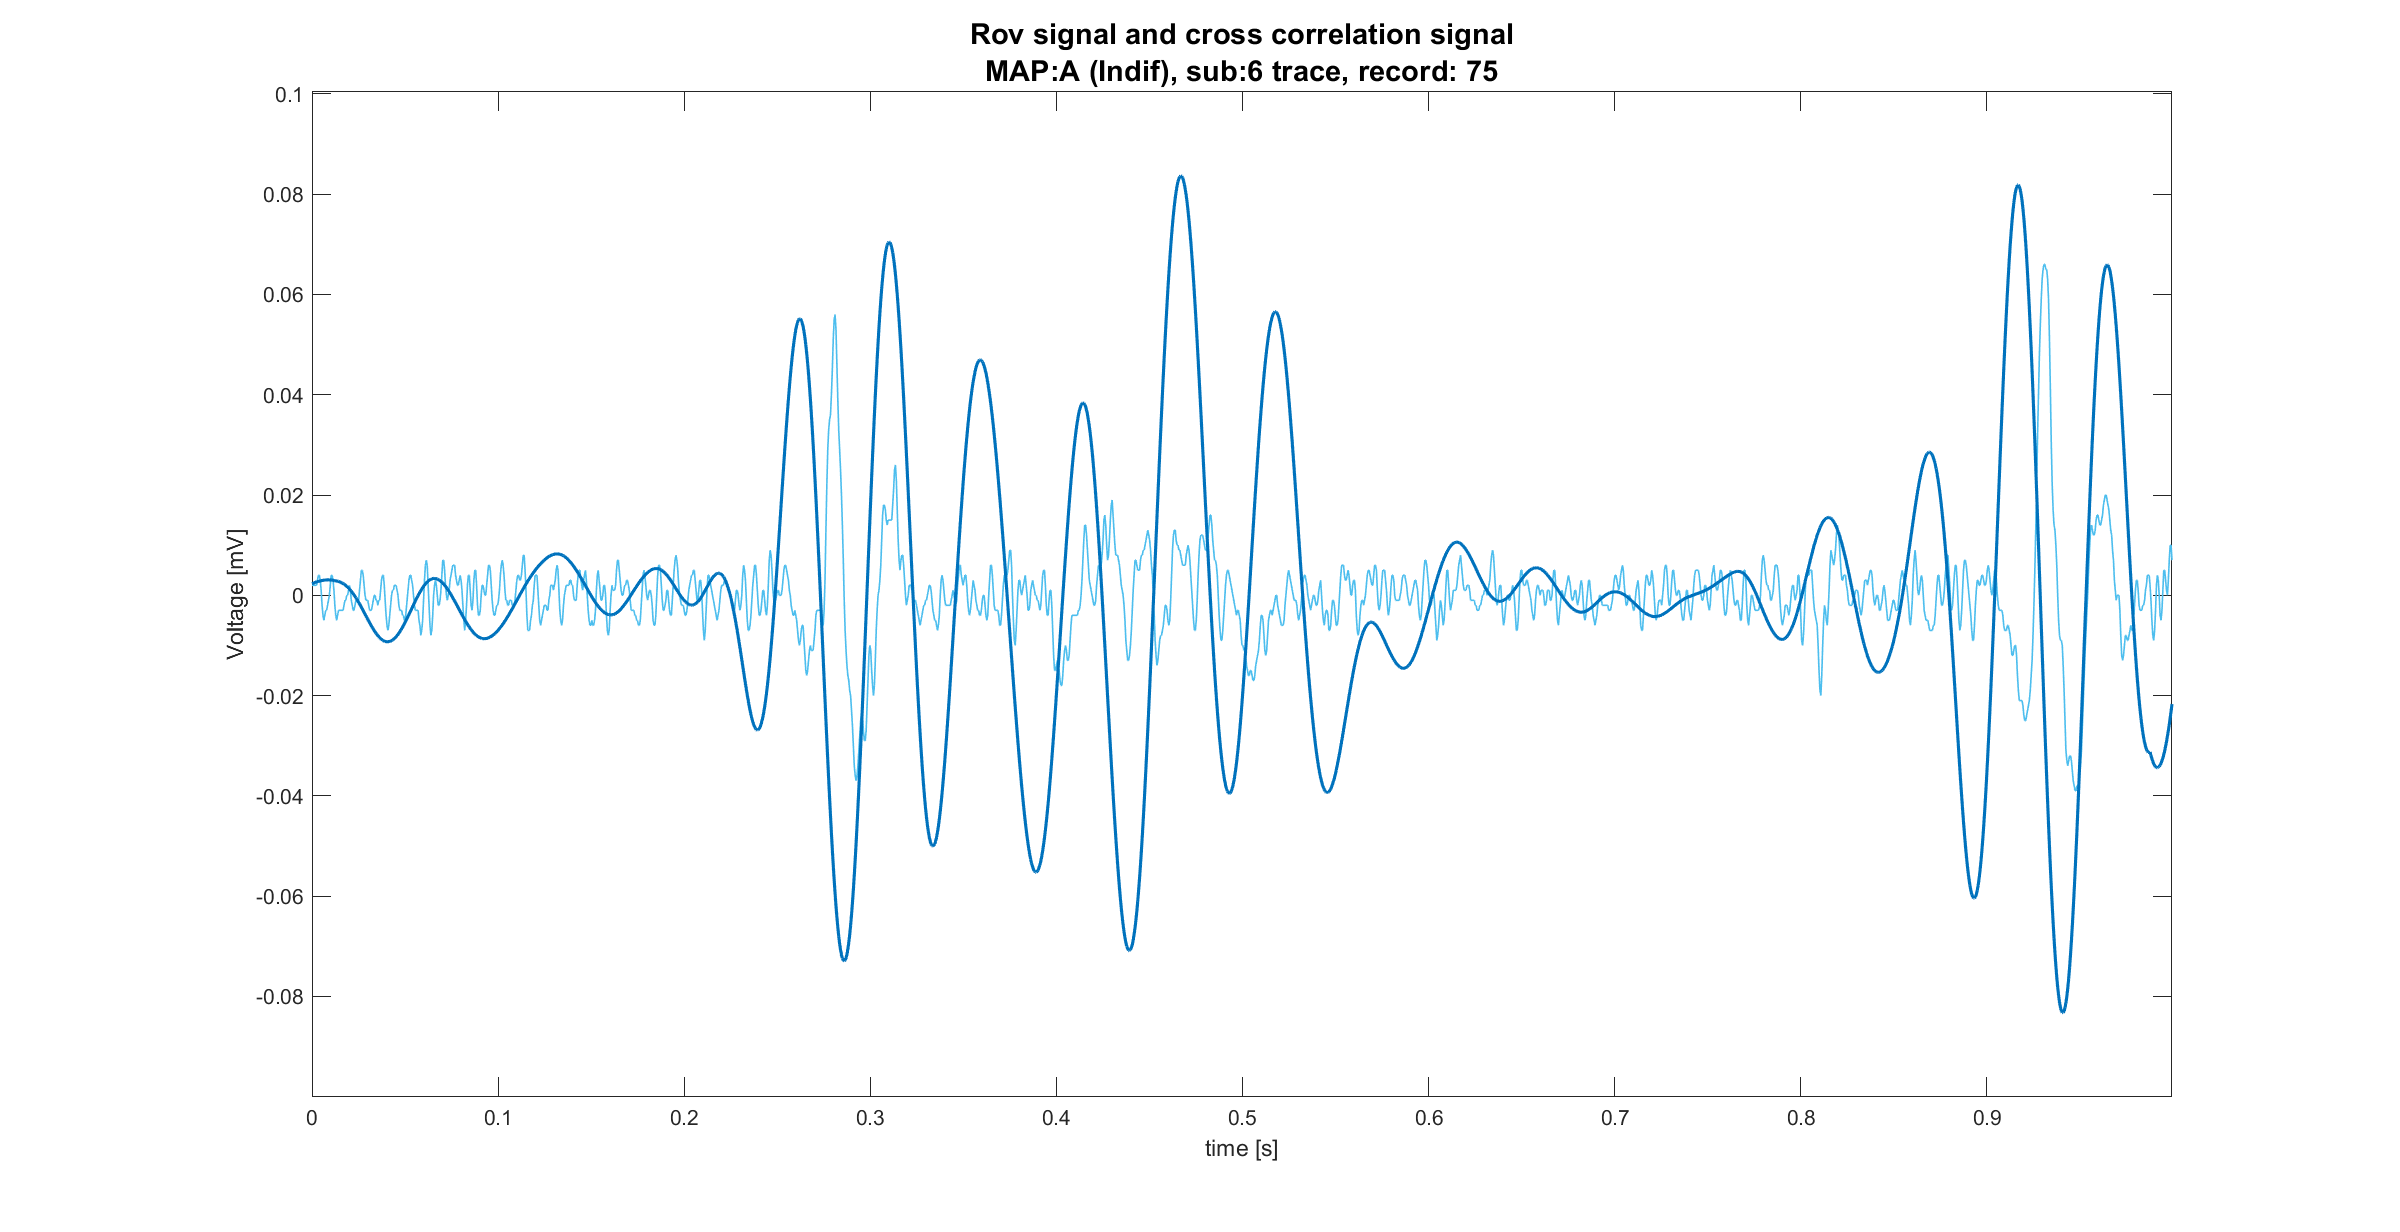 Rov signal and cross correlation signal
MAP:A (Indif), sub:6 trace, record: 75
0.1
0.08
0.06
0.04
0.02
0
-0.02
-0.04
-0.06
-0.08
Voltage [mV]
0 0.1 0.2 0.3 0.4 0.5 0.6 0.7 0.8 0.9
time [s]